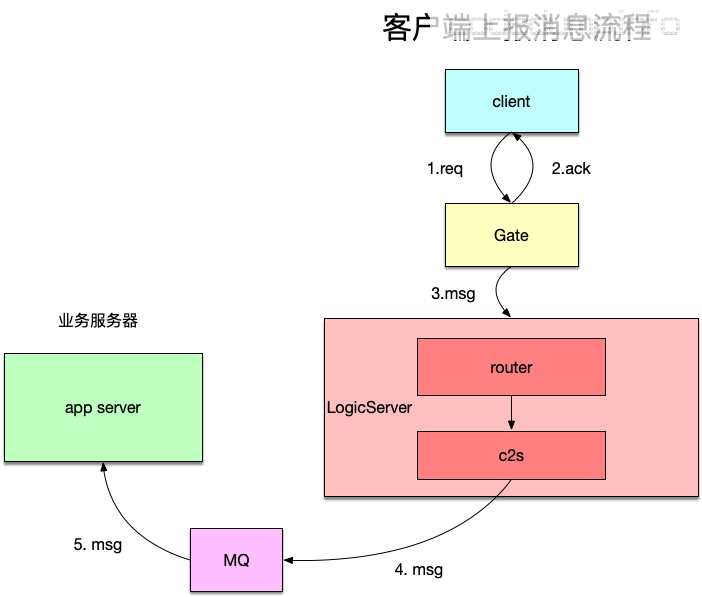 客户端上报消息流程
client
1.req
2.ack
Gate
3.msg
业务服务器
router
app server
LogicServer
c2s
5. msg
MQ
4. msg